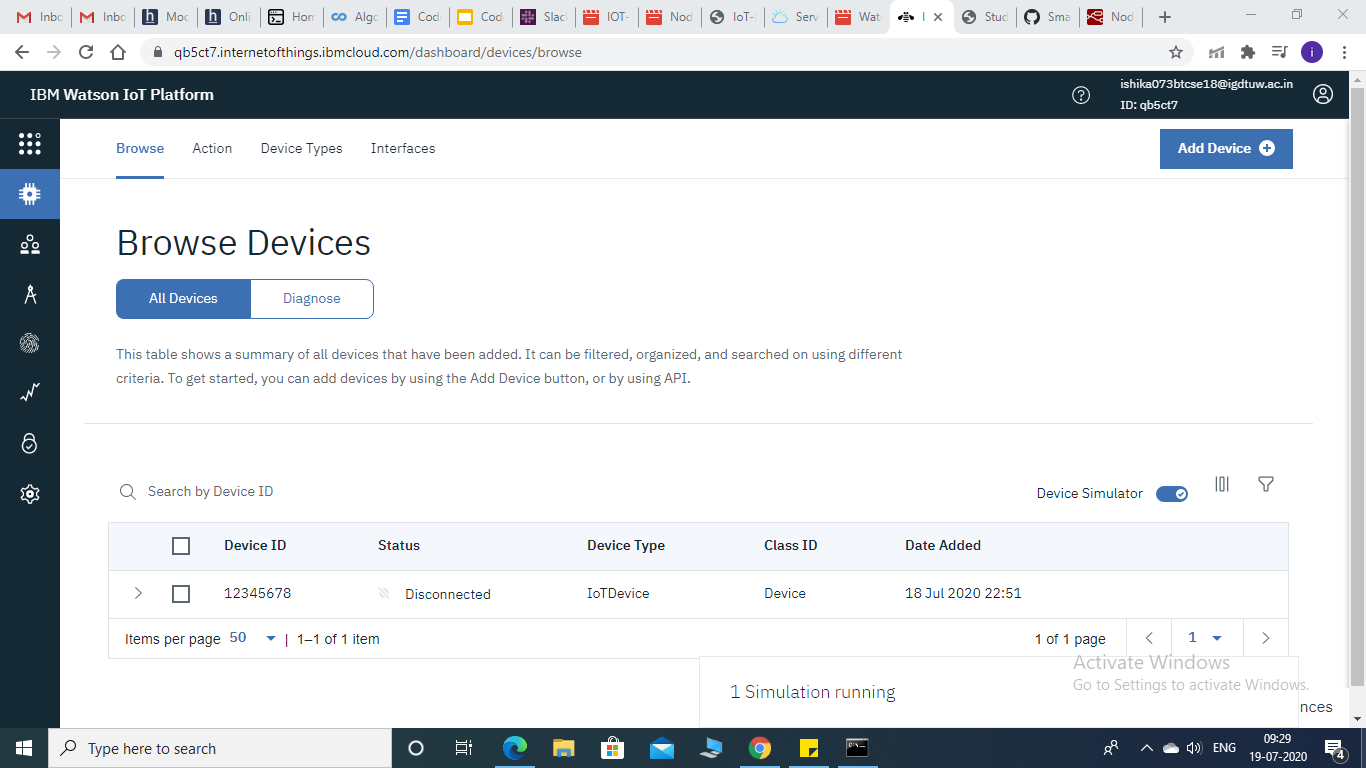 Inbo
Inbo
Moc
Onli
Hom
Algo
Code
Code
Slac
IOT-
Nod
IoT-
Serv
Wats
Stud
Sma
Nod
qb5ct7.internetofthings.ibmcloud.com/dashboard/devices/browse
i
IBM Watson IoT Platform
ishika073btcse18@igdtuw.ac.in
ID: qb5ct7
Browse Action Device Types Interfaces
Add Device
Browse Devices
All Devices Diagnose
This table shows a summary of all devices that have been added. It can be filtered, organized, and searched on using different
criteria. To get started, you can add devices by using the Add Device button, or by using API.
Search by Device ID
Device Simulator
Device ID Status Device Type Class ID Date Added
12345678 Disconnected IoTDevice Device 18 Jul 2020 22:51
Items per page 50 | 1–1 of 1 item
1 of 1 page 1
Activate Windows
Go to Settings to activate Windows.
1 Simulation running
nces
Type here to search
ENG
09:29
19-07-2020
4